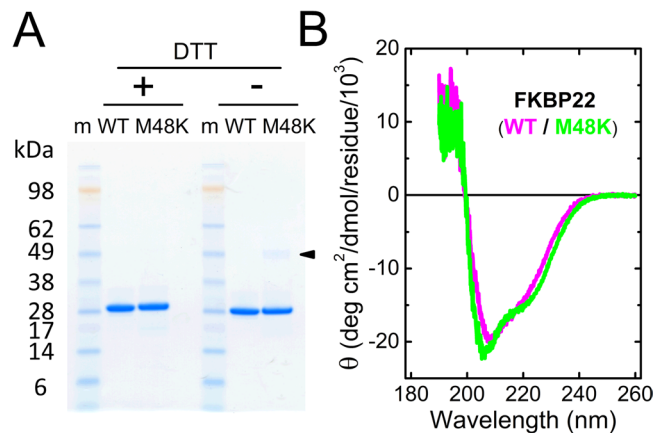 A
DTT
+ -
m WT M48K m WT M48K
kDa
98
62
49
38
28
17
14
6
B
FKBP22
(WT / M48K)
10
0
-10
-20
θ (deg cm²/dmol/residue/10³)
180 200 220 240 260
Wavelength (nm)